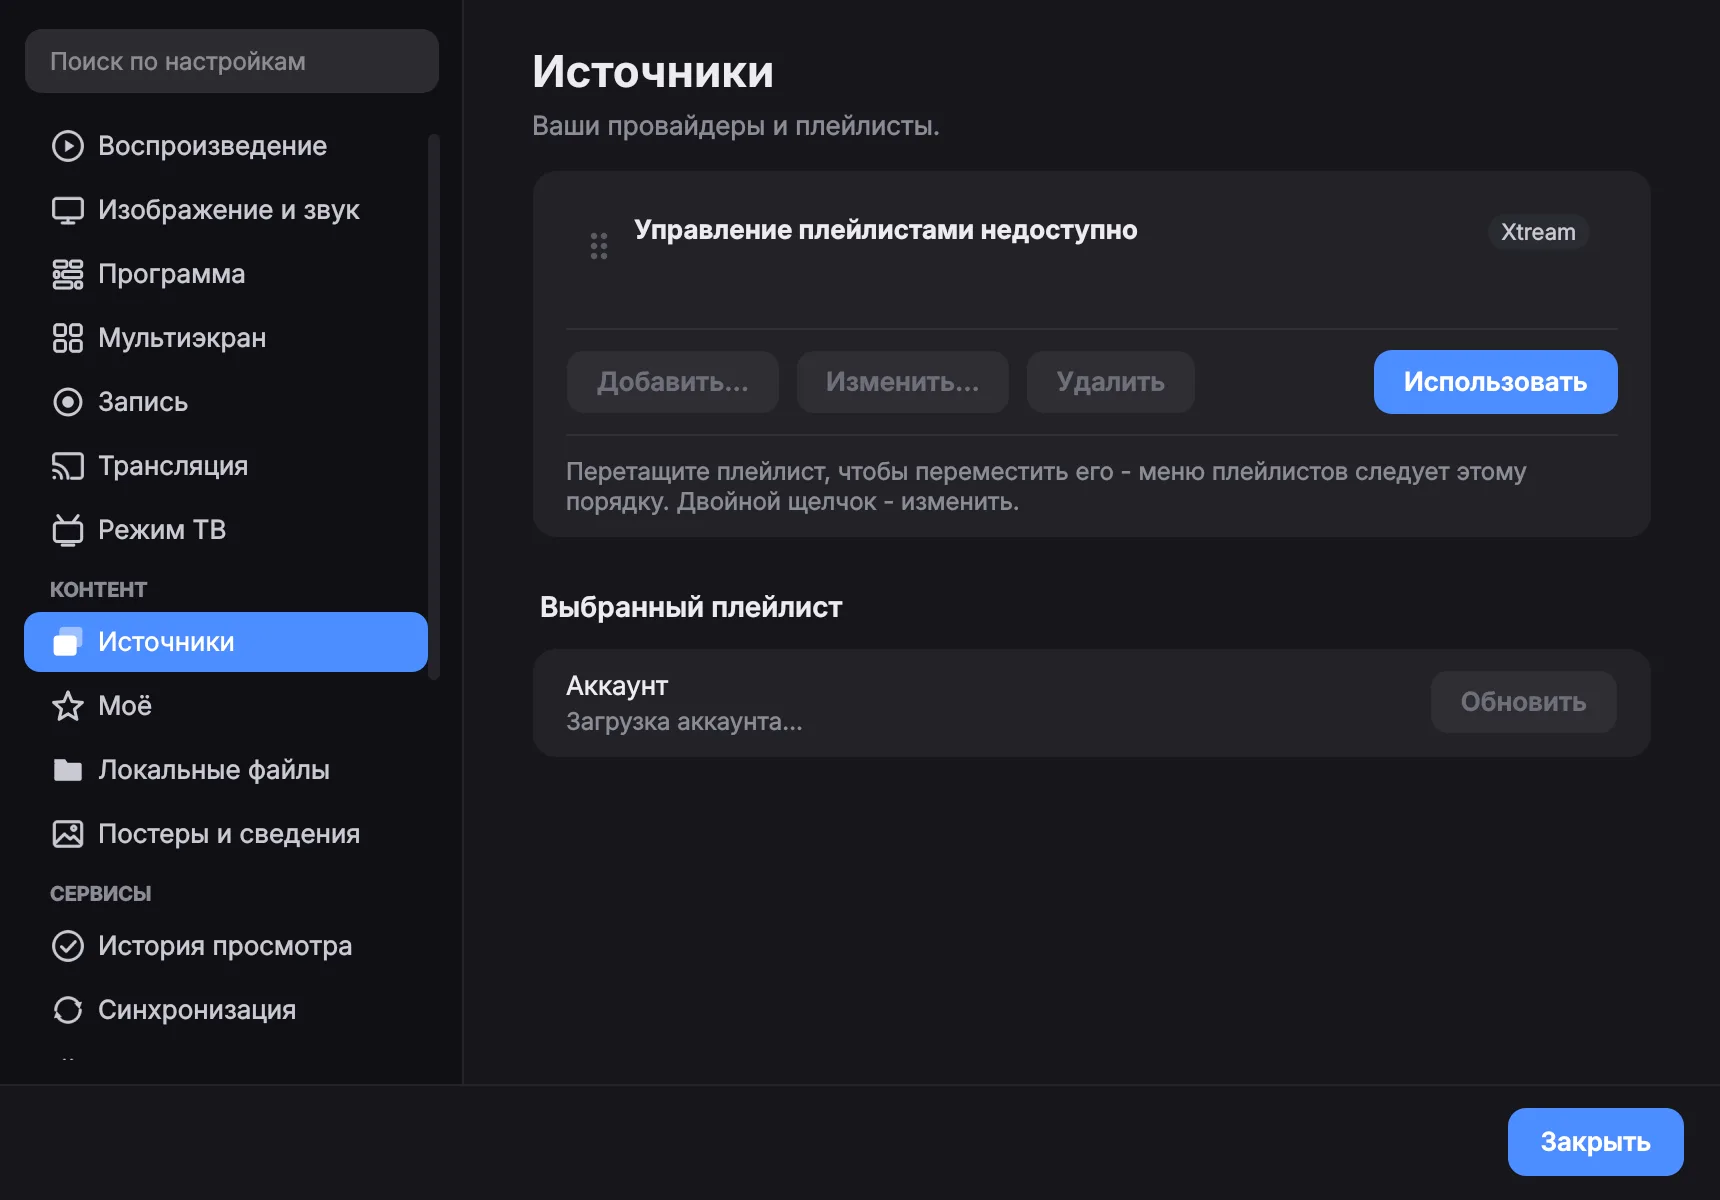 Поиск по настройкам
Воспроизведение
Изображение и звук
Программа
Мультиэкран
Запись
Трансляция
Режим ТВ
КОНТЕНТ
Источники
Моё
Локальные файлы
Постеры и сведения
СЕРВИСЫ
История просмотра
Синхронизация
Источники
Ваши провайдеры и плейлисты.
Управление плейлистами недоступно
Xtream
Добавить...
Изменить...
Удалить
Использовать
Перетащите плейлист, чтобы переместить его - меню плейлистов следует этому
порядку. Двойной щелчок - изменить.
Выбранный плейлист
Аккаунт
Загрузка аккаунта...
Обновить
Закрыть